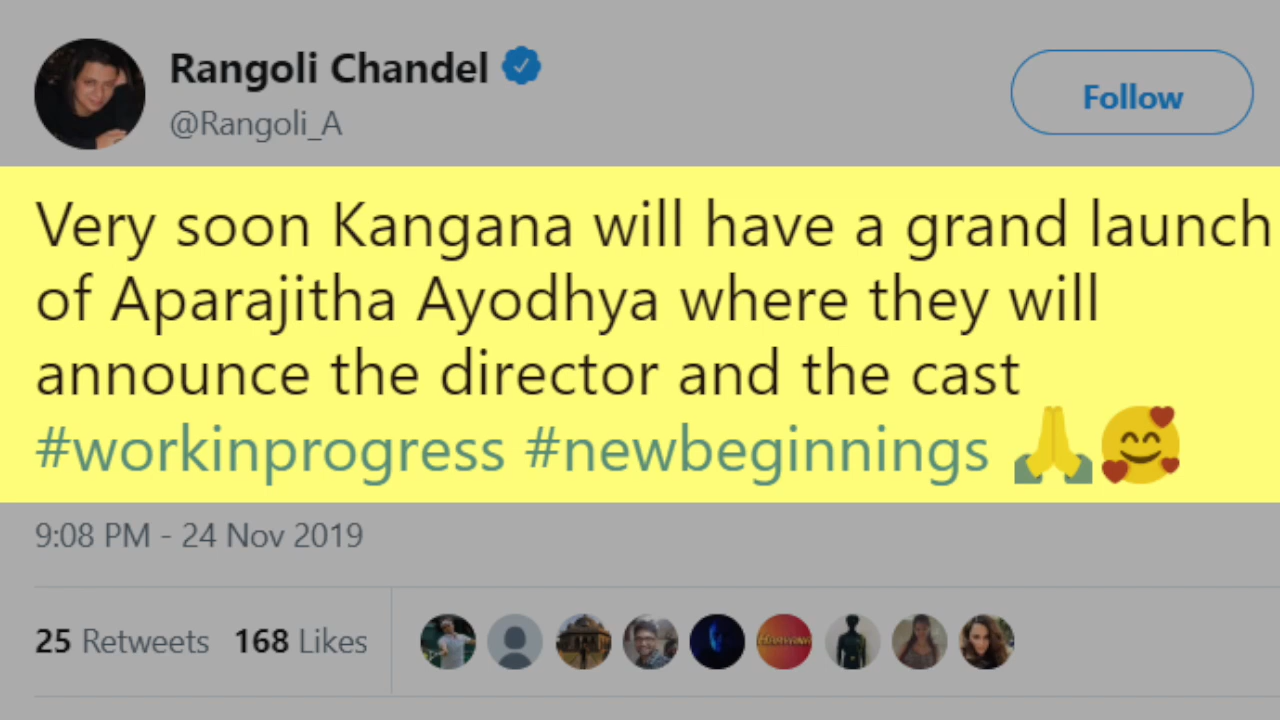 Rangoli Chandel
@Rangoli_A
Follow
Very soon Kangana will have a grand launch
of Aparajitha Ayodhya where they will
announce the director and the cast
#workinprogress #newbeginnings 🙏🥰
9:08 PM - 24 Nov 2019
25 Retweets 168 Likes
HARYANA